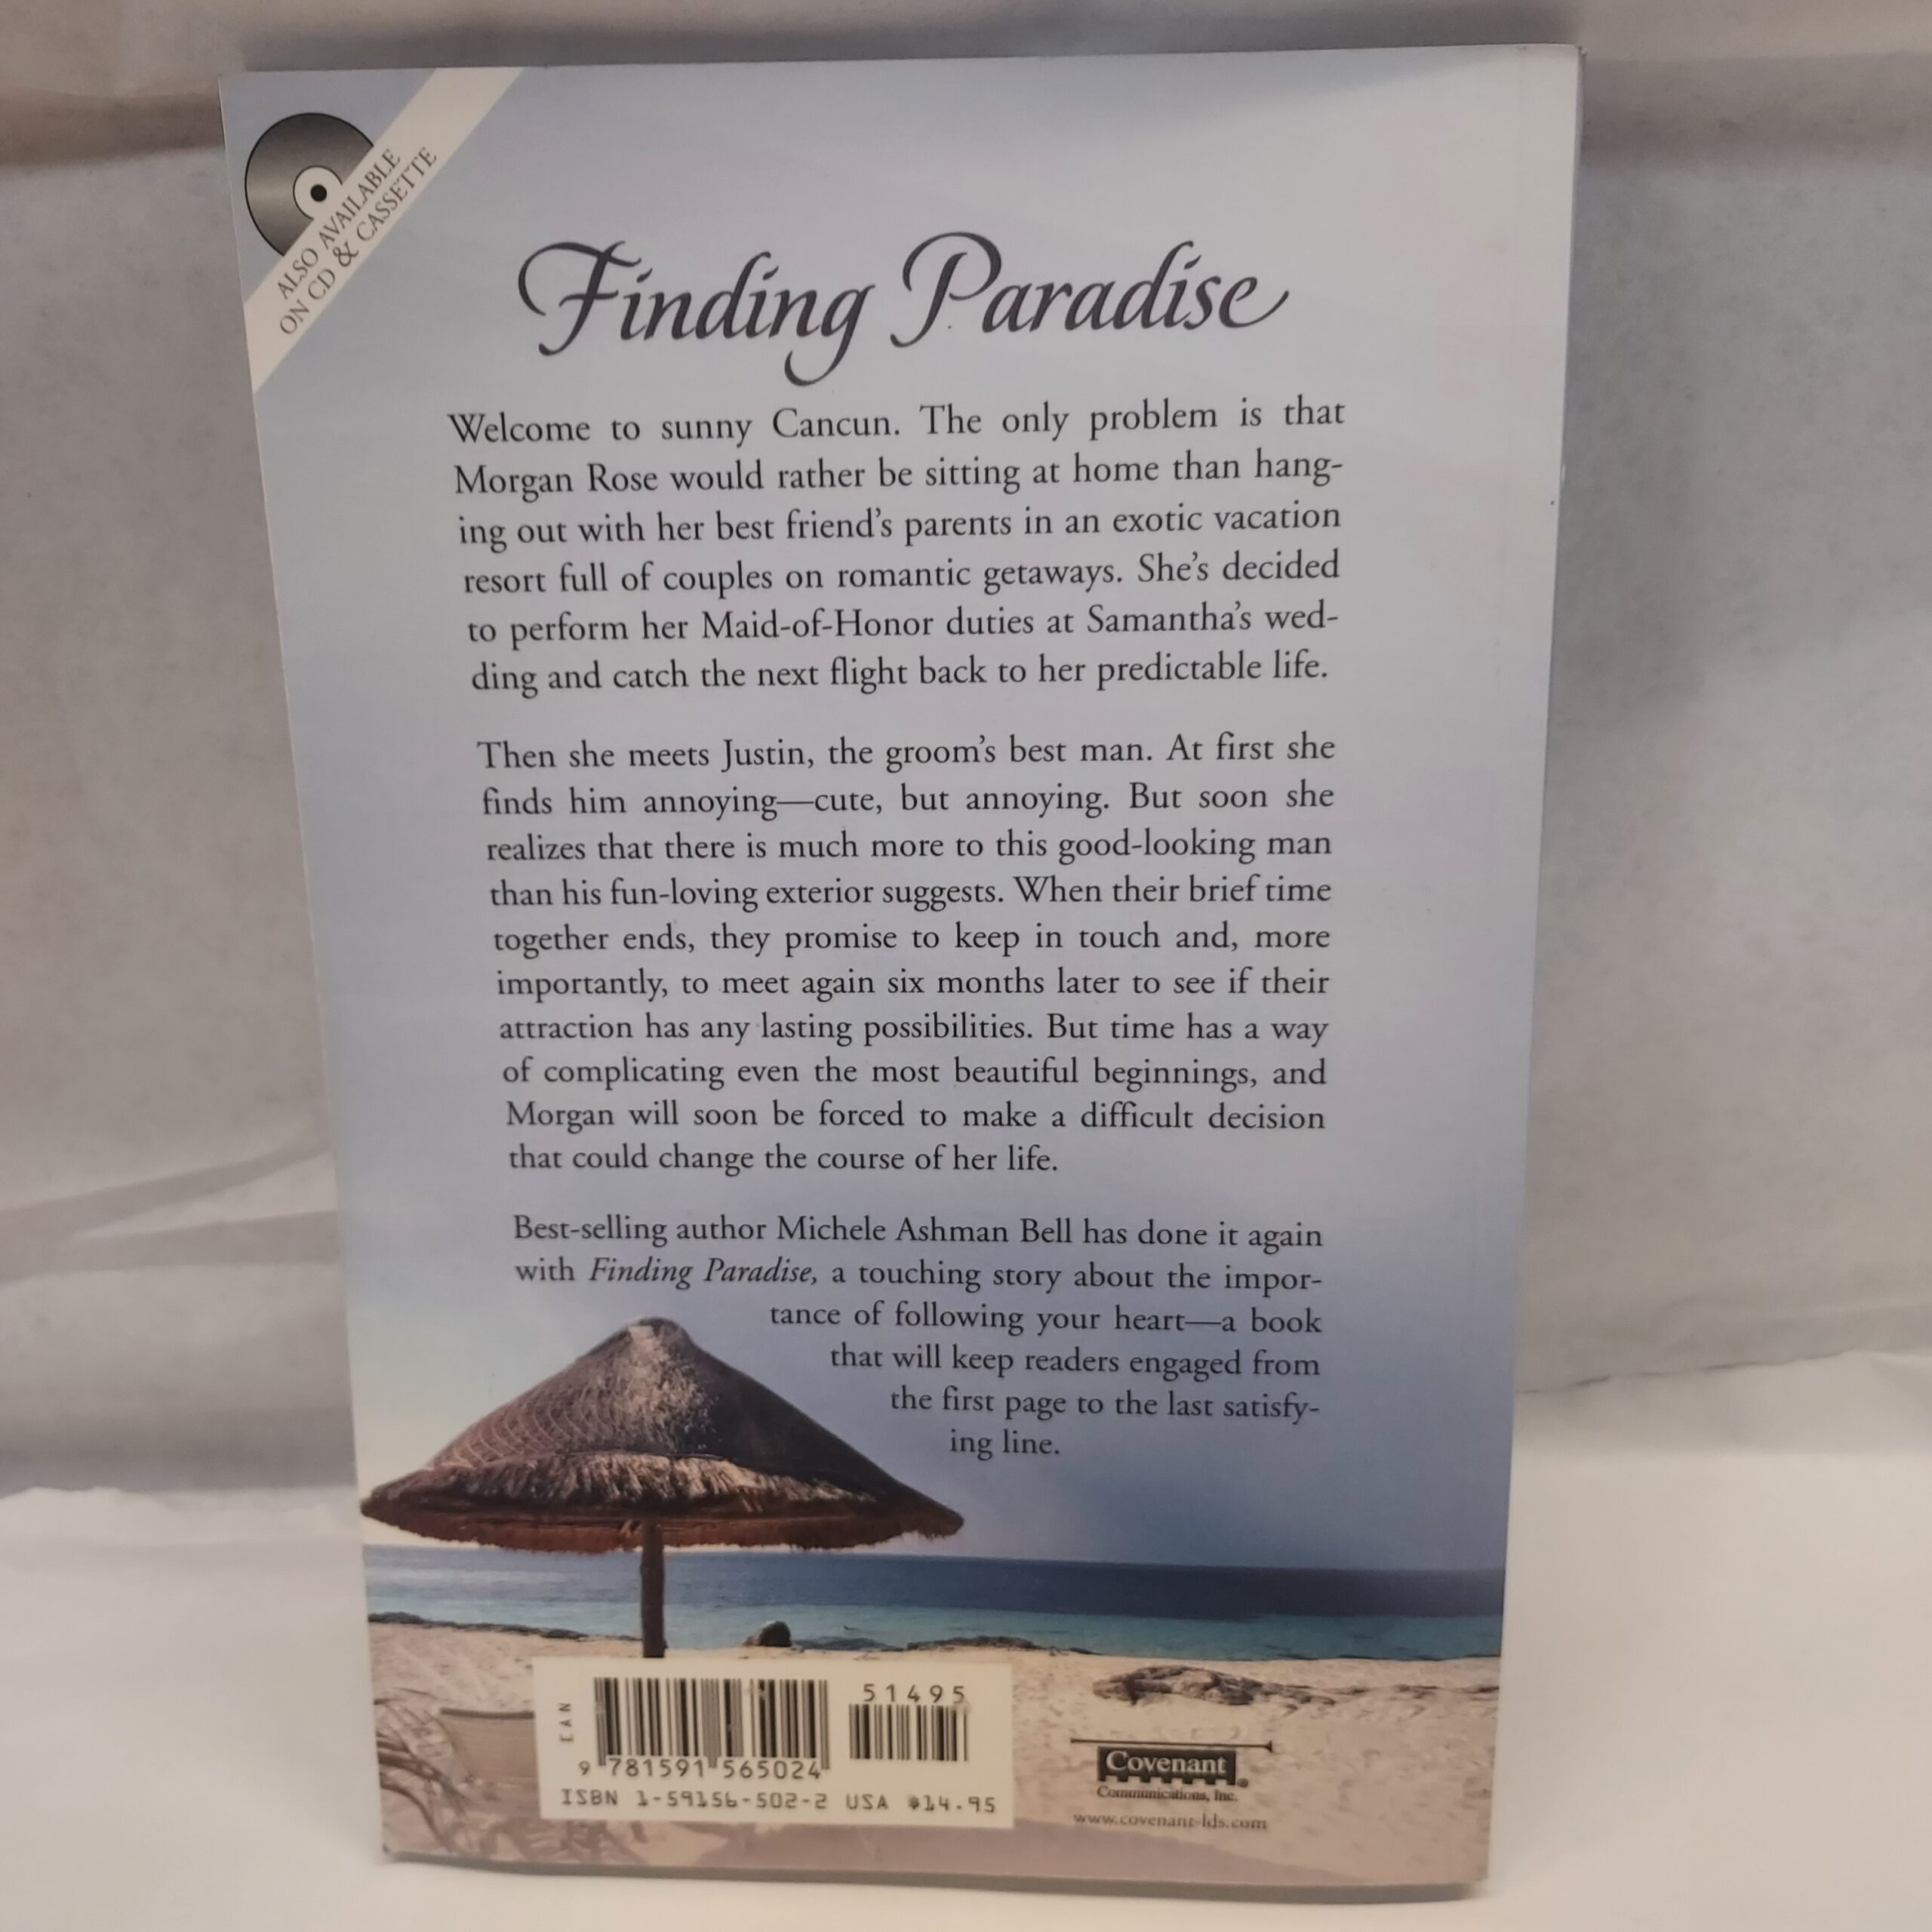 ALSO AVAILABLE
ON CD & CASSETTE
Finding Paradise
Welcome to sunny Cancun. The only problem is that
Morgan Rose would rather be sitting at home than hang-
ing out with her best friend's parents in an exotic vacation
resort full of couples on romantic getaways. She's decided
to perform her Maid-of-Honor duties at Samantha's wed-
ding and catch the next flight back to her predictable life.
Then she meets Justin, the groom's best man. At first she
finds him annoying—cute, but annoying. But soon she
realizes that there is much more to this good-looking man
than his fun-loving exterior suggests. When their brief time
together ends, they promise to keep in touch and, more
importantly, to meet again six months later to see if their
attraction has any lasting possibilities. But time has a way
of complicating even the most beautiful beginnings, and
Morgan will soon be forced to make a difficult decision
that could change the course of her life.
Best-selling author Michele Ashman Bell has done it again
with Finding Paradise, a touching story about the impor-
tance of following your heart—a book
that will keep readers engaged from
the first page to the last satisfy-
ing line.
EAN
51495
9 781591 565024
ISBN 1-59156-502-2 USA $14.95
Covenant
Communications, Inc.
www.covenant-lds.com